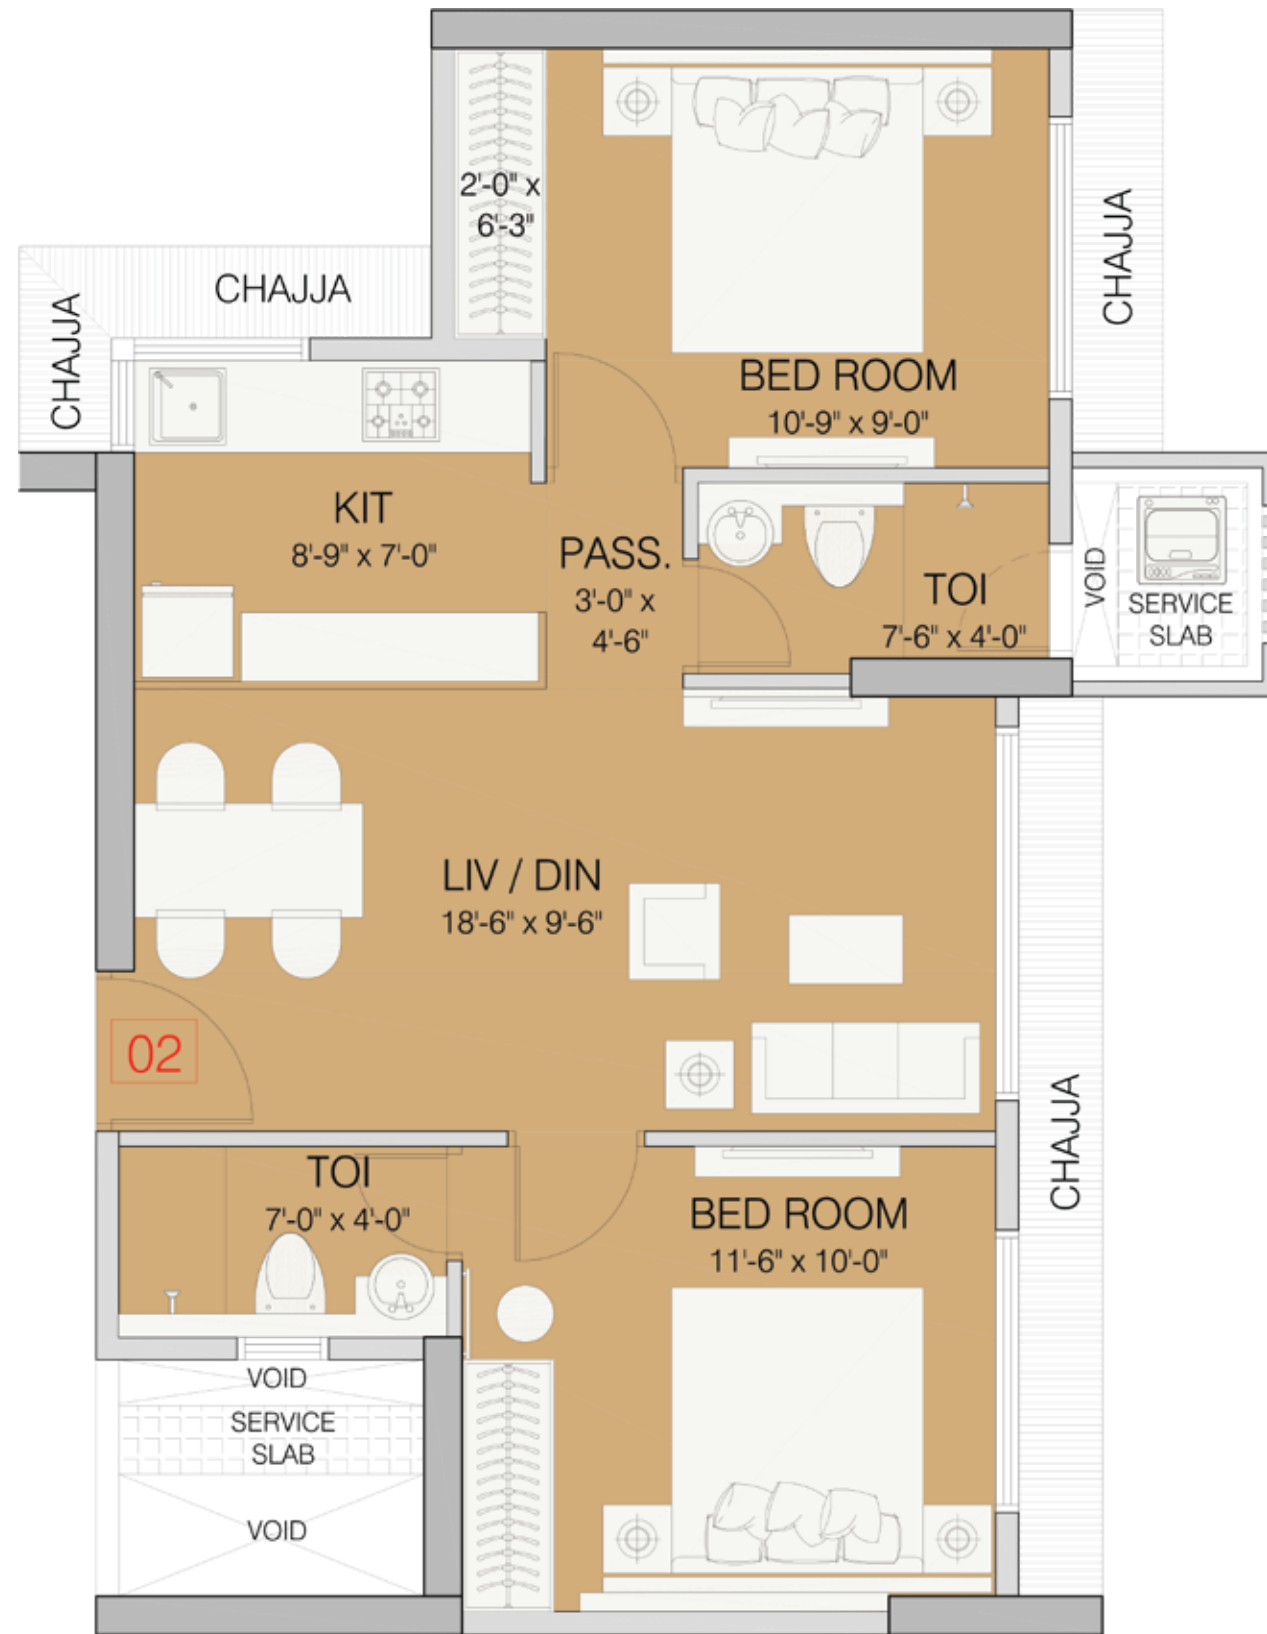 2'-0" x
6'-3"
CHAJJA
CHAJJA
CHAJJA
BED ROOM
10'-9" x 9'-0"
KIT
8'-9" x 7'-0"
PASS.
3'-0" x
4'-6"
TOI
7'-6" x 4'-0"
VOID
SERVICE
SLAB
LIV / DIN
18'-6" x 9'-6"
02
CHAJJA
TOI
7'-0" x 4'-0"
BED ROOM
11'-6" x 10'-0"
VOID
SERVICE
SLAB
VOID